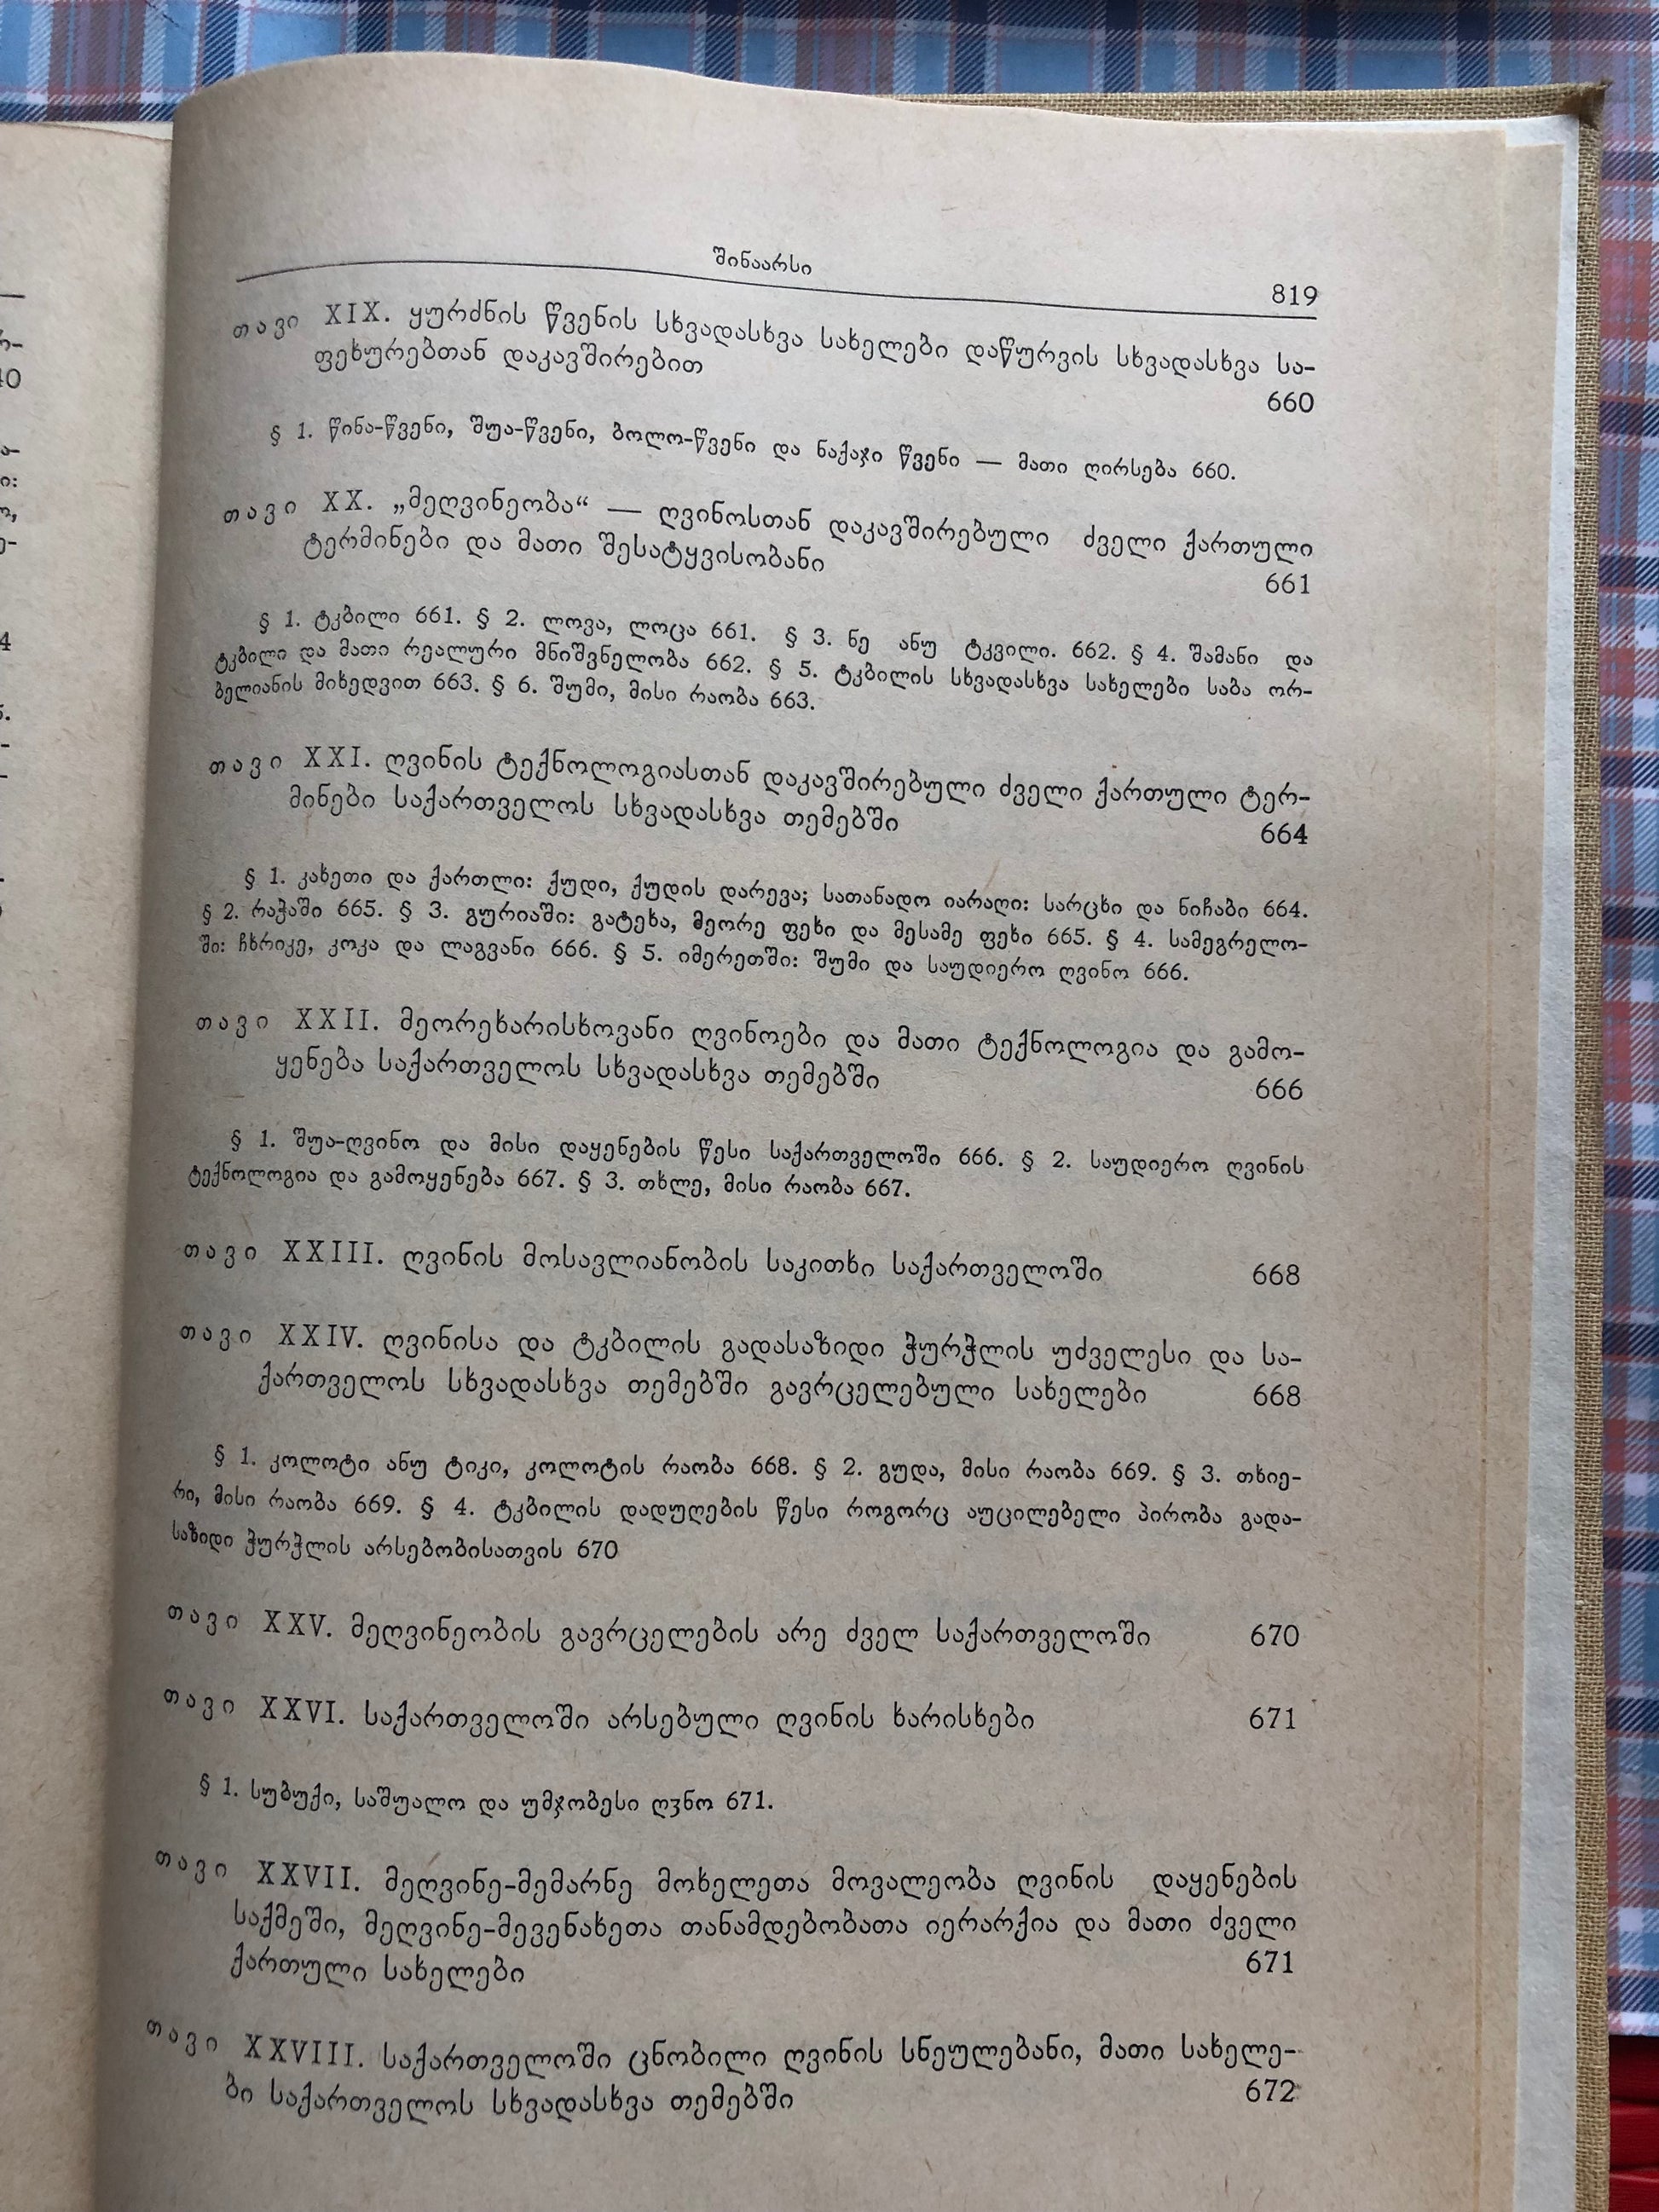 შინაარსი
819
თავი XIX. ყურძნის წვენის სხვადასხვა სახელები დაწურვის სხვადასხვა სა-
ფეხურებთან დაკავშირებით 660
§ 1. წინა-წვენი, შუა-წვენი, ბოლო-წვენი და ნაქაჯი წვენი — მათი ღირსება 660.
თავი XX. „მეღვინეობა“ — ღვინოსთან დაკავშირებული ძველი ქართული
ტერმინები და მათი შესატყვისობანი 661
§ 1. ტკბილი 661. § 2. ლოვა, ლოცა 661. § 3. ნე ანუ ტკვილი. 662. § 4. შამანი და
ტკბილი და მათი რეალური მნიშვნელობა 662. § 5. ტკბილის სხვადასხვა სახელები საბა ორ-
ბელიანის მიხედვით 663. § 6. შუმი, მისი რაობა 663.
თავი XXI. ღვინის ტექნოლოგიასთან დაკავშირებული ძველი ქართული ტერ-
მინები საქართველოს სხვადასხვა თემებში 664
§ 1. კახეთი და ქართლი: ქუდი, ქუდის დარევა; სათანადო იარაღი: სარცხი და ნიჩაბი 664.
§ 2. რაჭაში 665. § 3. გურიაში: გატეხა, მეორე ფეხი და მესამე ფეხი 665. § 4. სამეგრელო-
ში: ჩხრიკე, კოკა და ლაგვანი 666. § 5. იმერეთში: შუმი და საუდიერო ღვინო 666.
თავი XXII. მეორეხარისხოვანი ღვინოები და მათი ტექნოლოგია და გამო-
ყენება საქართველოს სხვადასხვა თემებში 666
§ 1. შუა-ღვინო და მისი დაყენების წესი საქართველოში 666. § 2. საუდიერო ღვინის
ტექნოლოგია და გამოყენება 667. § 3. თხლე, მისი რაობა 667.
თავი XXIII. ღვინის მოსავლიანობის საკითხი საქართველოში 668
თავი XXIV. ღვინისა და ტკბილის გადასაზიდი ჭურჭლის უძველესი და სა-
ქართველოს სხვადასხვა თემებში გავრცელებული სახელები 668
§ 1. კოლოტი ანუ ტიკი, კოლოტის რაობა 668. § 2. გუდა, მისი რაობა 669. § 3. თხიე-
რი, მისი რაობა 669. § 4. ტკბილის დადუღების წესი როგორც აუცილებელი პირობა გადა-
საზიდი ჭურჭლის არსებობისათვის 670
თავი XXV. მეღვინეობის გავრცელების არე ძველ საქართველოში 670
თავი XXVI. საქართველოში არსებული ღვინის ხარისხები 671
§ 1. სუბუქი, საშუალო და უმჯობესი ღჳნო 671.
თავი XXVII. მეღვინე-მემარნე მოხელეთა მოვალეობა ღვინის დაყენების
საქმეში, მეღვინე-მევენახეთა თანამდებობათა იერარქია და მათი ძველი
ქართული სახელები 671
თავი XXVIII. საქართველოში ცნობილი ღვინის სნეულებანი, მათი სახელე-
ბი საქართველოს სხვადასხვა თემებში 672